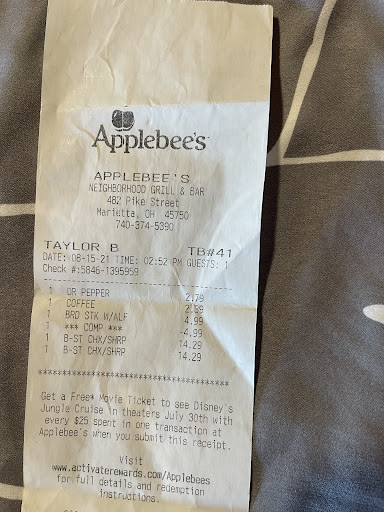 Applebee's
APPLEBEE'S
NEIGHBORHOOD GRILL & BAR
482 Pike Street
Marietta, OH 45750
740-374-5390
TAYLOR B TB#41
DATE: 08-15-21 TIME: 02:52 PM GUESTS: 1
Check #:5846-1395959
1 DR PEPPER 2.79
1 COFFEE 2.59
1 BRD STK W/ALF 4.99
1 *** COMP *** -4.99
1 B-ST CHX/SHRP 14.29
1 B-ST CHX/SHRP 14.29
Get a Free* Movie Ticket to see Disney's
Jungle Cruise in theaters July 30th with
every $25 spent in one transaction at
Applebee's when you submit this receipt.
Visit
www.activaterewards.com/Applebees
for full details and redemption
instructions.